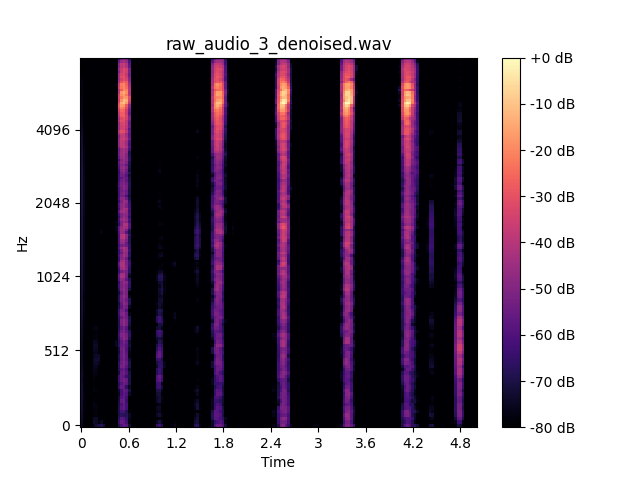 raw_audio_3_denoised.wav
Hz
4096
2048
1024
512
0
0 0.6 1.2 1.8 2.4 3 3.6 4.2 4.8
Time
+0 dB
-10 dB
-20 dB
-30 dB
-40 dB
-50 dB
-60 dB
-70 dB
-80 dB